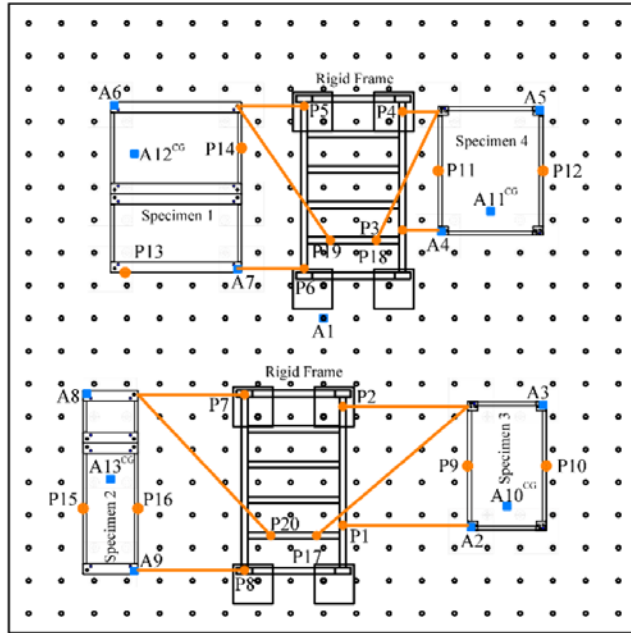 Rigid Frame
A6
P5
P4
A5
A12CG
P14
Specimen 4
P11
P12
A11CG
Specimen 1
P3
P19
P18
A4
P13
A7
P6
A1
Rigid Frame
A8
P7
P2
A3
Specimen 3
P9
P10
A13CG
A10CG
P15
P16
Specimen 2
P20
P17
P1
A2
A9
P8